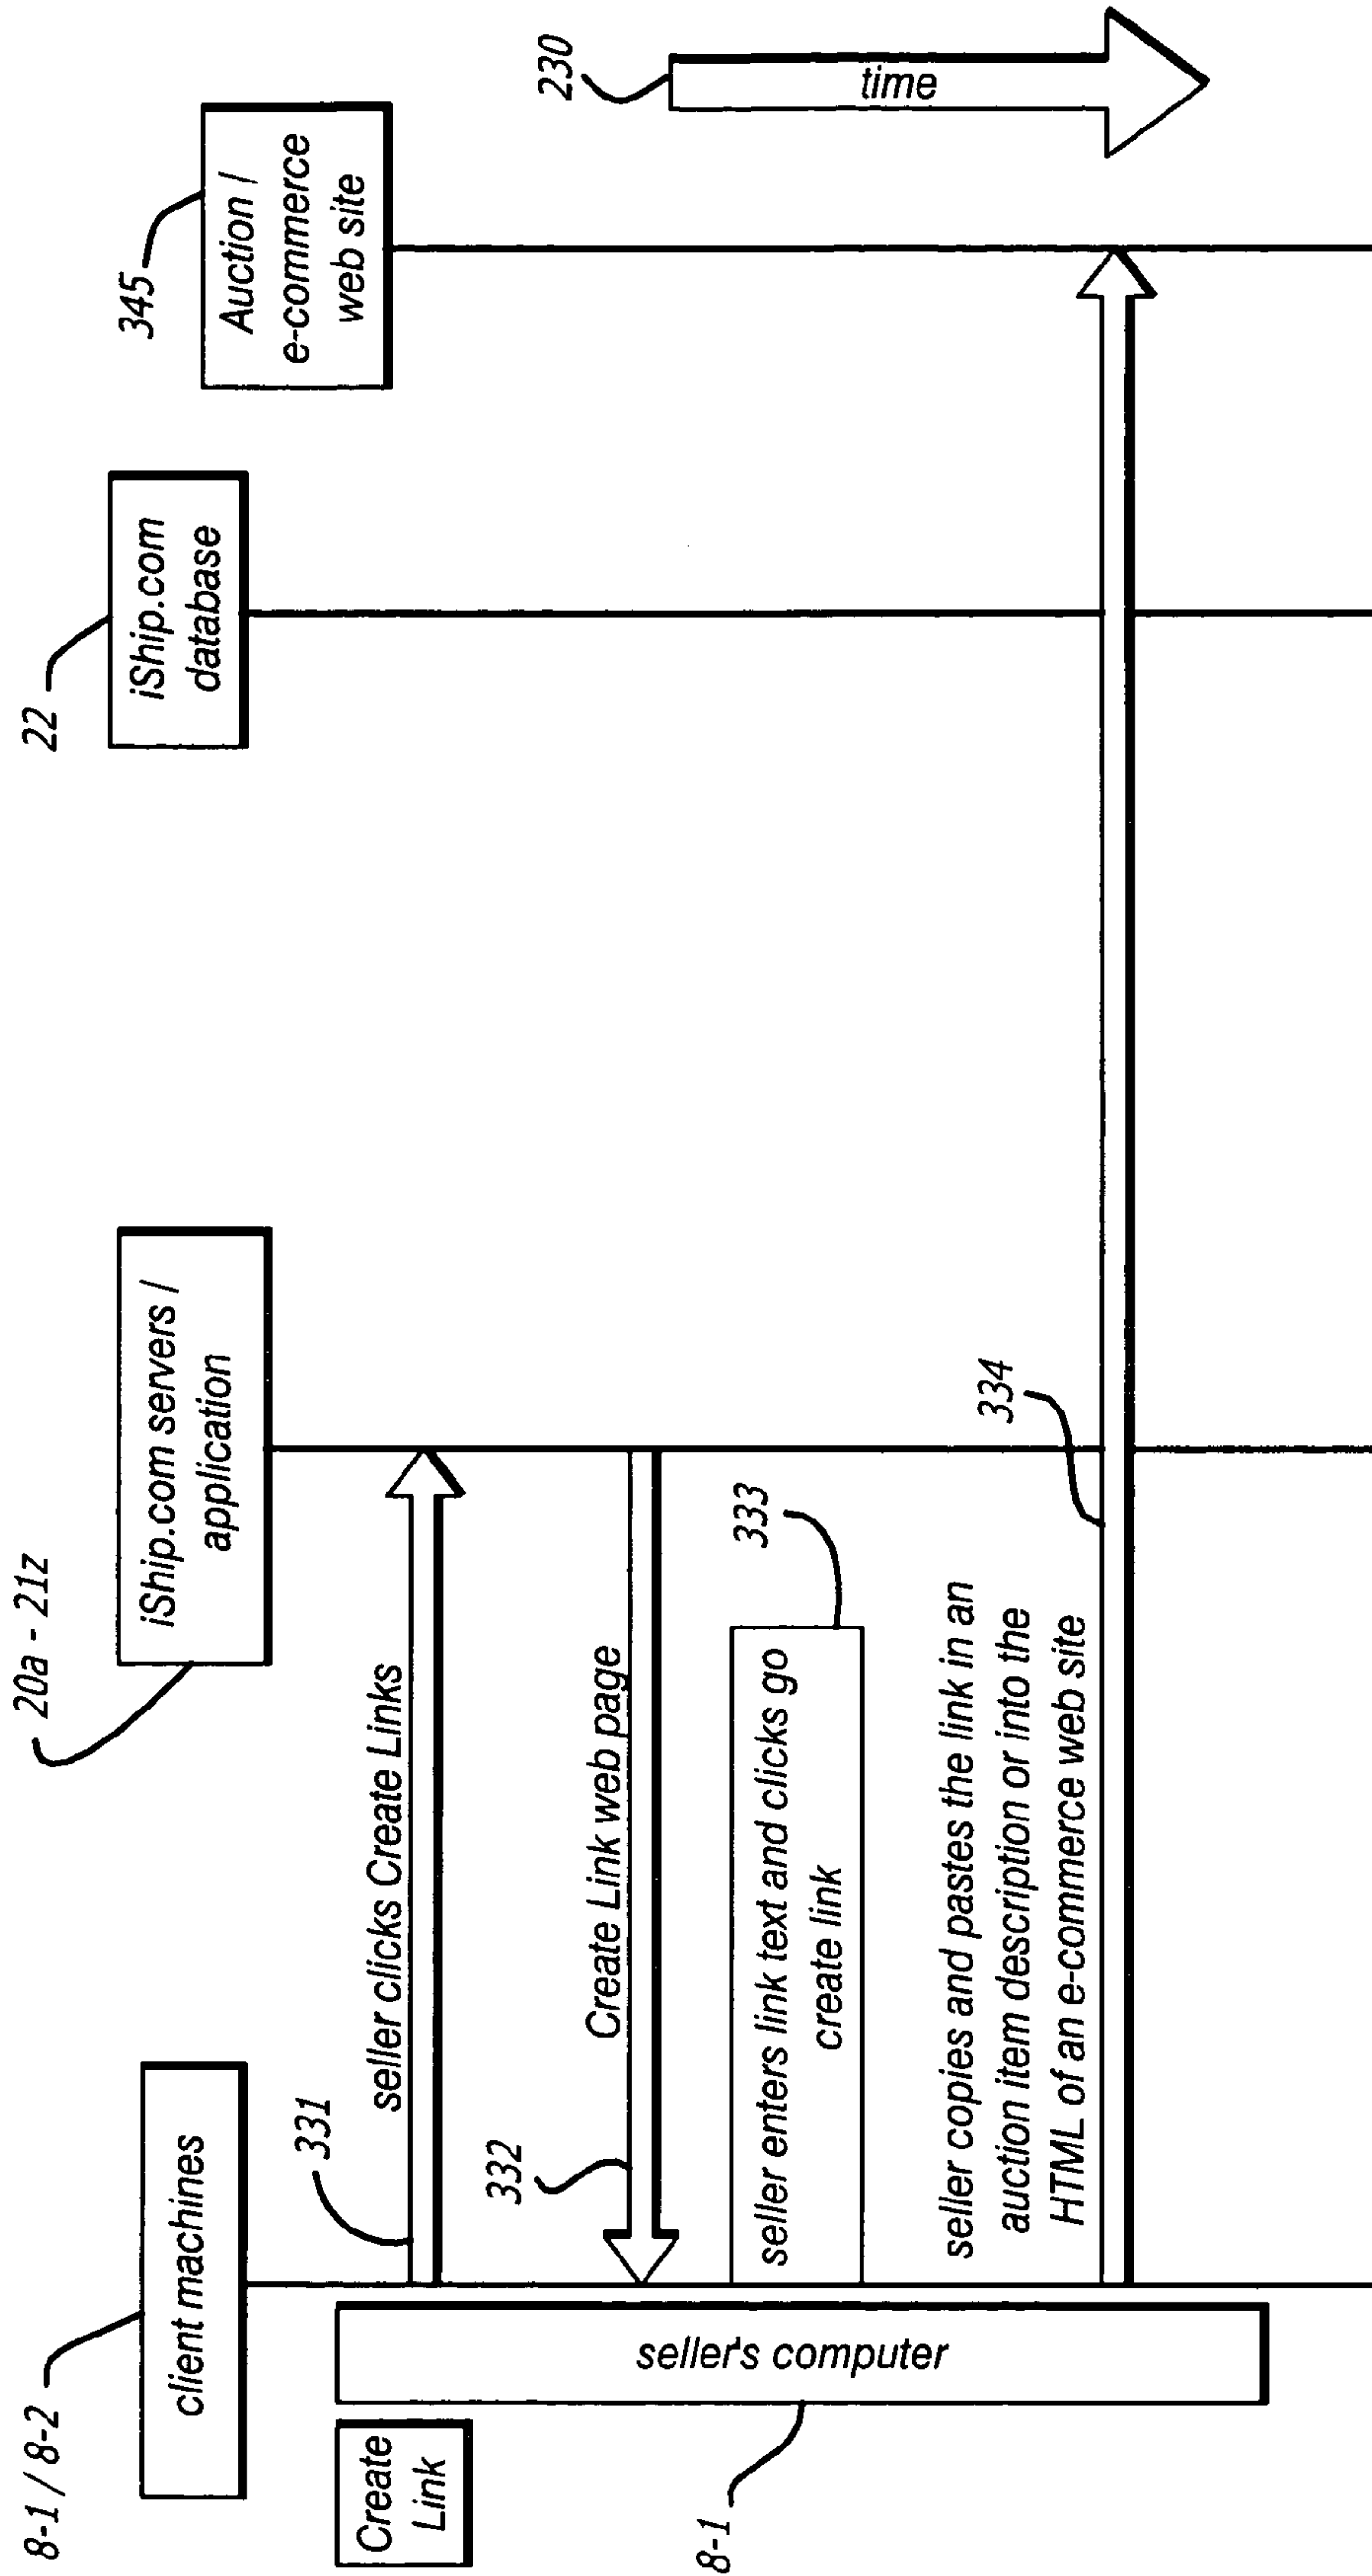 8-1 / 8-2
client machines
20a - 21z
iShip.com servers /
application
22
iShip.com
database
345
Auction /
e-commerce
web site
230
time
Create
Link
8-1
seller's computer
331
seller clicks Create Links
332
Create Link web page
333
seller enters link text and clicks go
create link
334
seller copies and pastes the link in an
auction item description or into the
HTML of an e-commerce web site